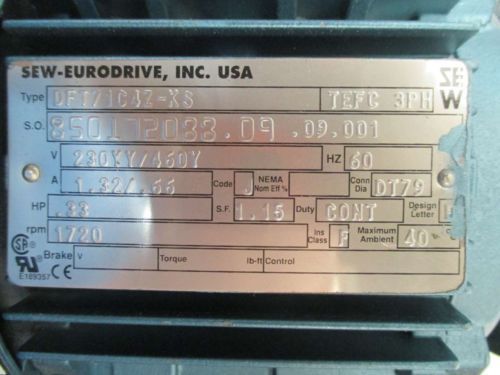 SEW-EURODRIVE, INC. USA
SE
W
Type DFT71C4Z-KS TEFC 3PH
S.O. 850172088.09 .09.001
V 230YY/460Y HZ 60
A 1.32/.66 Code J NEMA Nom Eff % Conn Dia DT79
HP .33 S.F. 1.15 Duty CONT Design Letter
rpm 1720 Ins Class F Maximum Ambient 40
Brake V Torque lb-ft Control
E189357